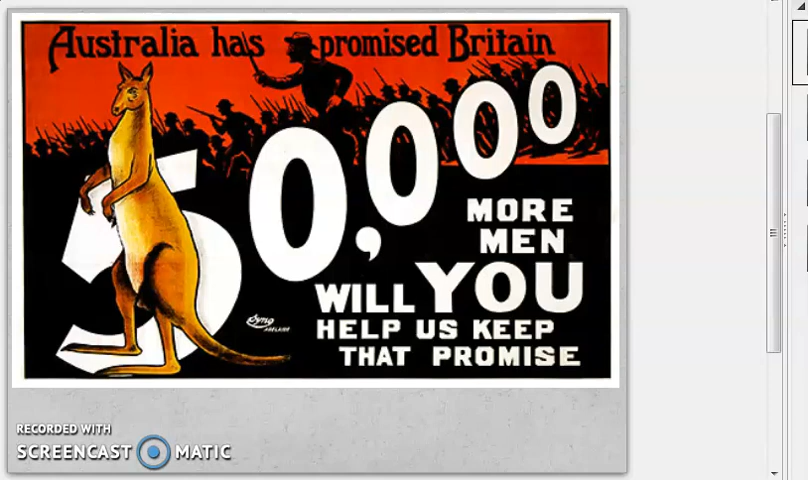 Australia has promised Britain
50,000
MORE
MEN
WILL YOU
HELP US KEEP
THAT PROMISE
RECORDED WITH
SCREENCAST MATIC